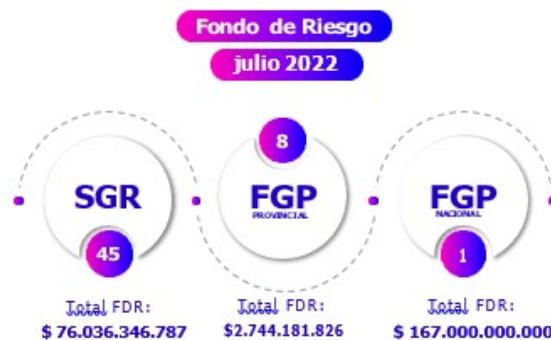 Fondo de Riesgo
julio 2022
SGR
45
Total FDR:
$ 76.036.346.787
8
FGP
PROVINCIAL
Total FDR:
$2.744.181.826
FGP
NACIONAL
1
Total FDR:
$ 167.000.000.000